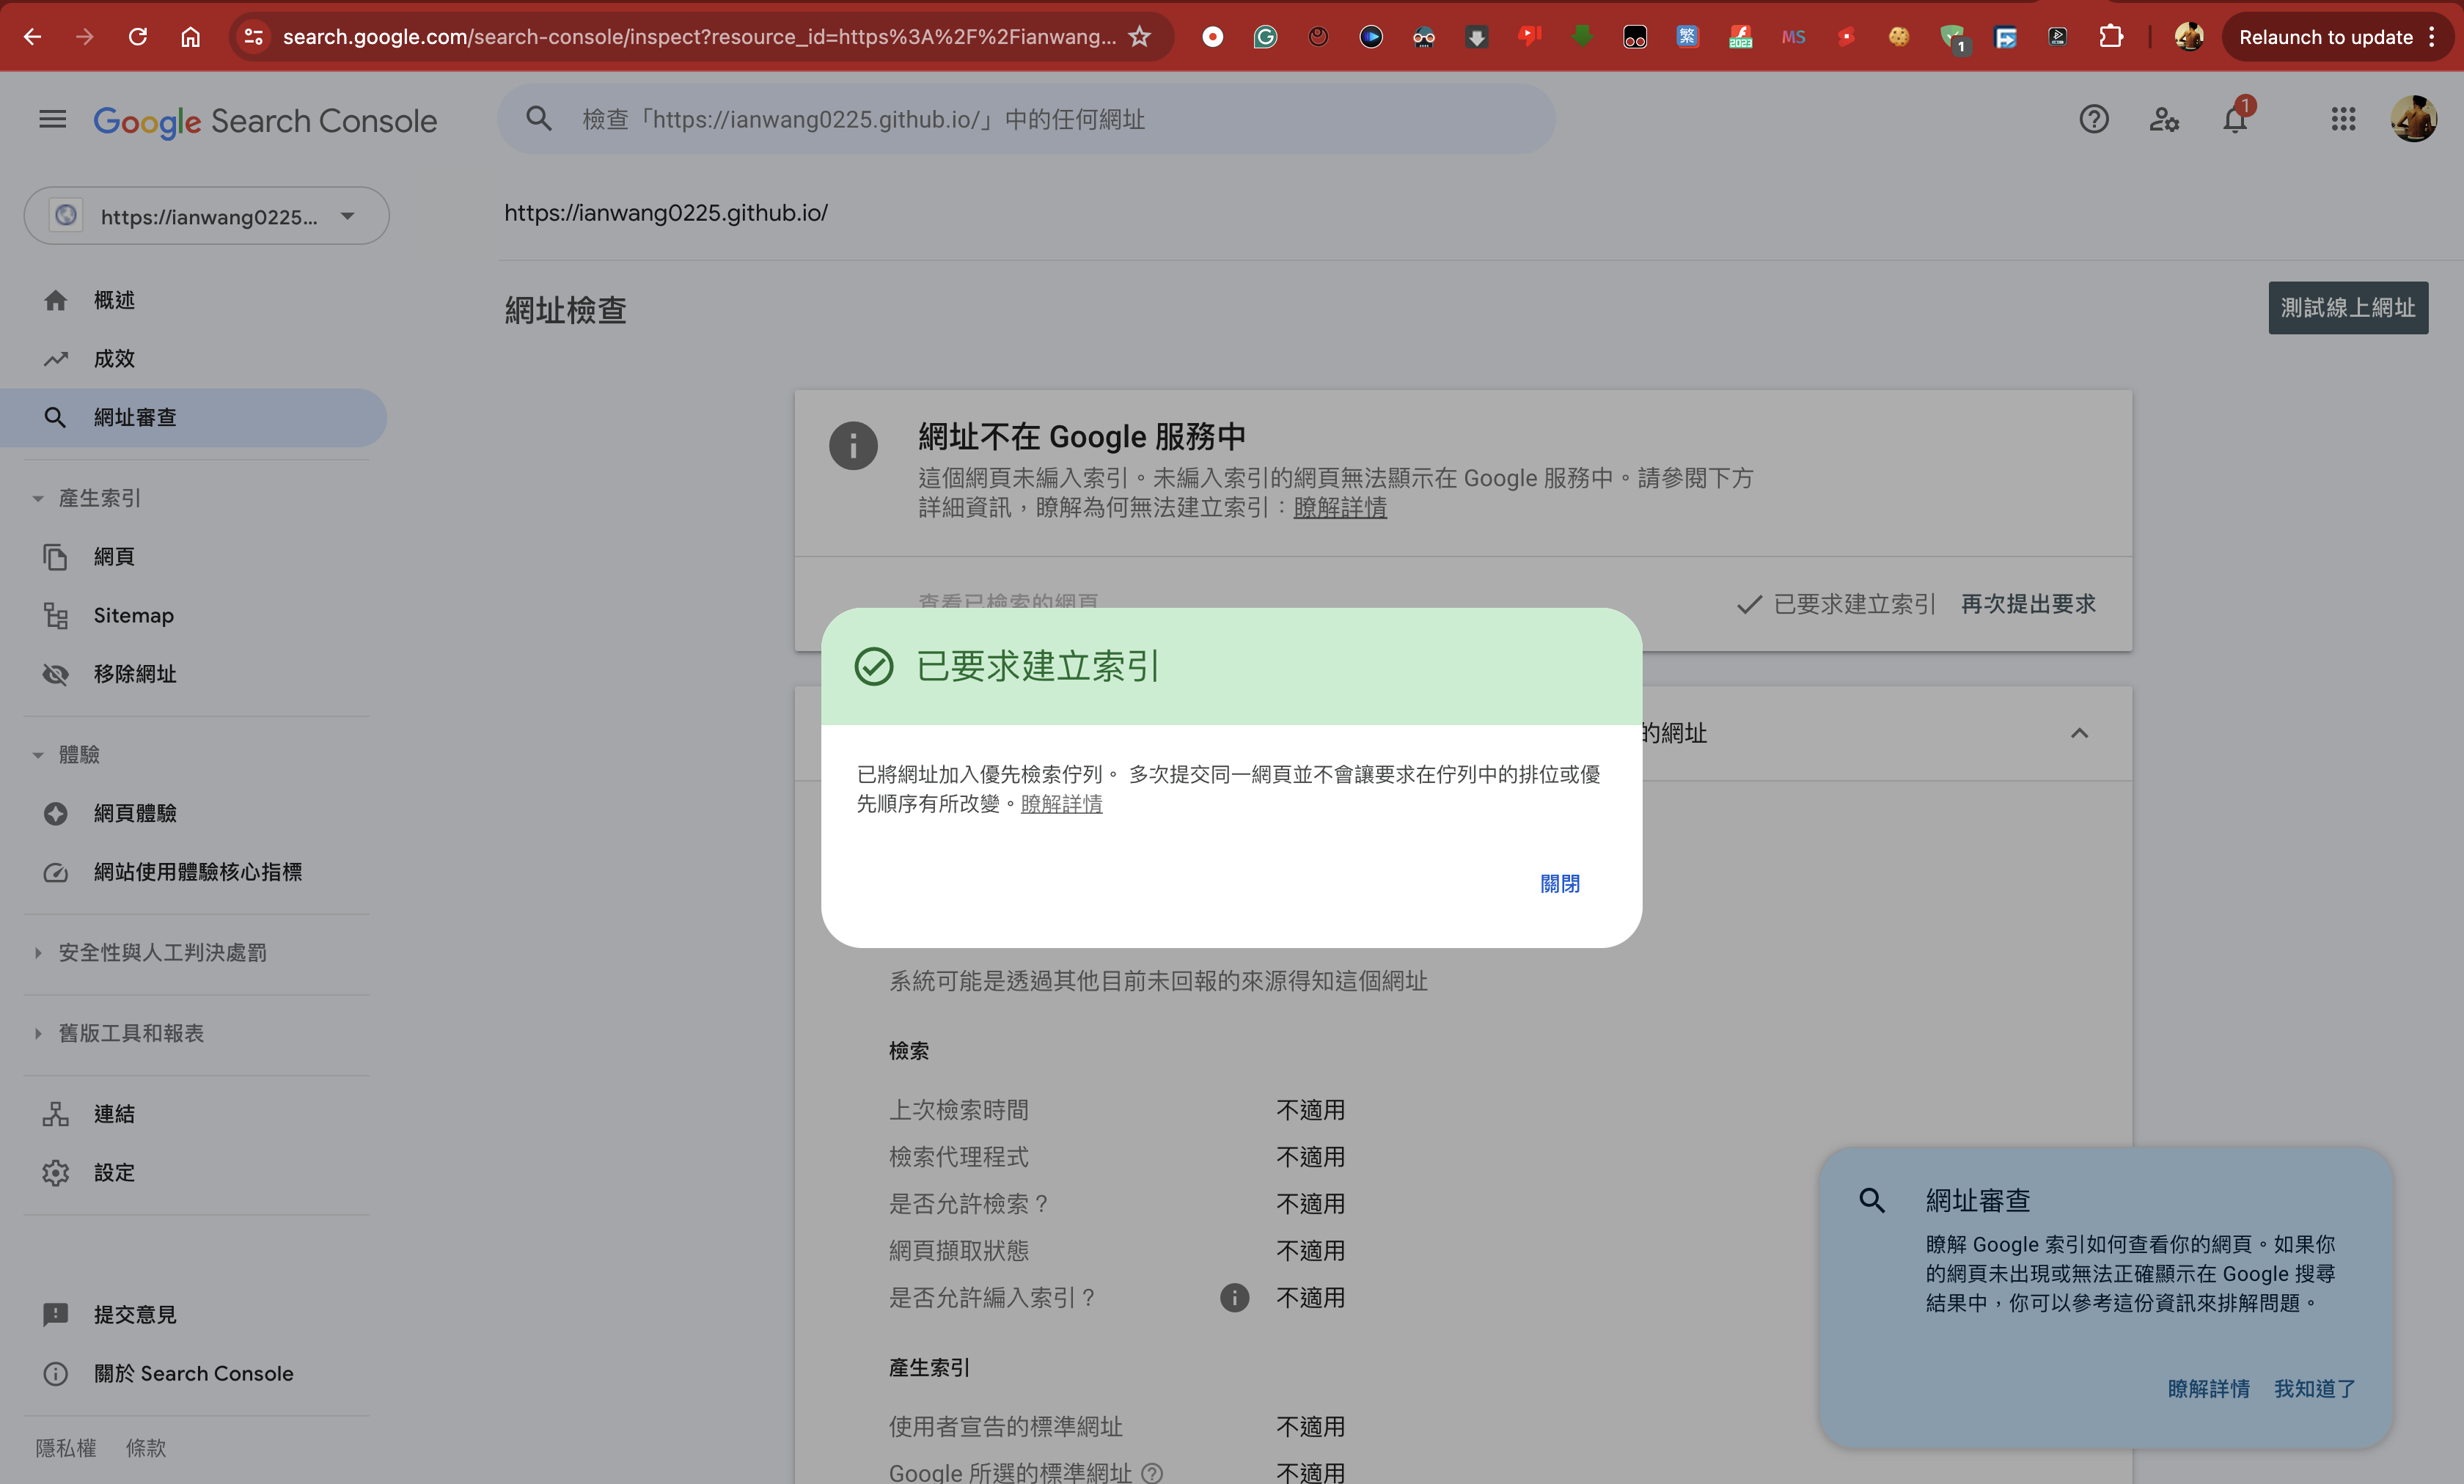 search.google.com/search-console/inspect?resource_id=https%3A%2F%2Fianwang...
繁
2023
MS
1
Relaunch to update
Google Search Console
檢查「https://ianwang0225.github.io/」中的任何網址
1
https://ianwang0225...
https://ianwang0225.github.io/
概述
成效
網址審查
產生索引
網頁
Sitemap
移除網址
體驗
網頁體驗
網站使用體驗核心指標
安全性與人工判決處罰
舊版工具和報表
連結
設定
提交意見
關於 Search Console
隱私權 條款
網址檢查
測試線上網址
網址不在 Google 服務中
這個網頁未編入索引。未編入索引的網頁無法顯示在 Google 服務中。請參閱下方
詳細資訊，瞭解為何無法建立索引：瞭解詳情
查看已檢索的網頁
已要求建立索引 再次提出要求
已要求建立索引
的網址
已將網址加入優先檢索佇列。 多次提交同一網頁並不會讓要求在佇列中的排位或優
先順序有所改變。瞭解詳情
關閉
系統可能是透過其他目前未回報的來源得知這個網址
檢索
上次檢索時間 不適用
檢索代理程式 不適用
是否允許檢索？ 不適用
網頁擷取狀態 不適用
是否允許編入索引？ 不適用
產生索引
使用者宣告的標準網址 不適用
Google 所選的標準網址 不適用
網址審查
瞭解 Google 索引如何查看你的網頁。如果你
的網頁未出現或無法正確顯示在 Google 搜尋
結果中，你可以參考這份資訊來排解問題。
瞭解詳情 我知道了